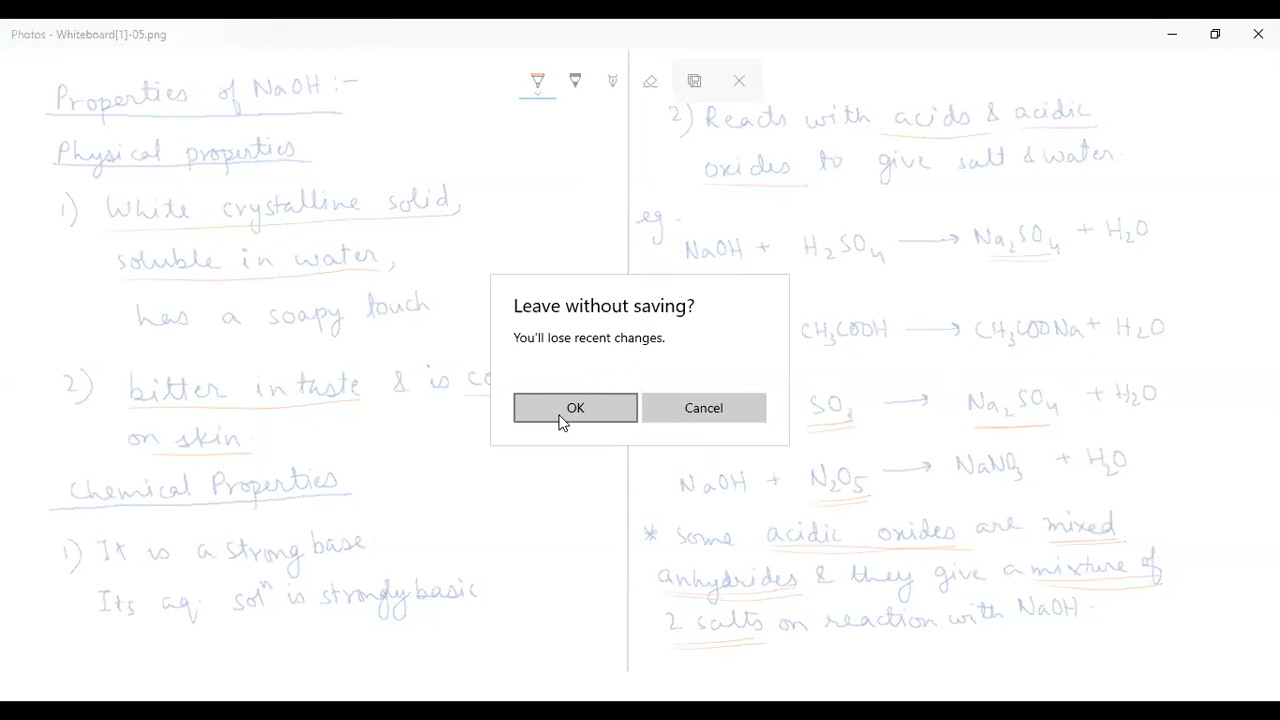 Photos - Whiteboard[1]-05.png
Properties of NaOH :-
Physical properties
1) White crystalline solid,
soluble in water,
has a soapy touch
2) bitter in taste & is co
on skin.
Chemical Properties
1) It is a strong base
Its aq. solⁿ is strongly basic.
2) Reacts with acids & acidic
oxides to give salt & water.
eg.
NaOH + H₂SO₄ ⟶ Na₂SO₄ + H₂O
CH₃COOH ⟶ CH₃COONa + H₂O
SO₃ ⟶ Na₂SO₄ + H₂O
NaOH + N₂O₅ ⟶ NaNO₃ + H₂O
* Some acidic oxides are mixed
anhydrides & they give a mixture of
2 salts on reaction with NaOH.
Leave without saving?
You'll lose recent changes.
OK
Cancel